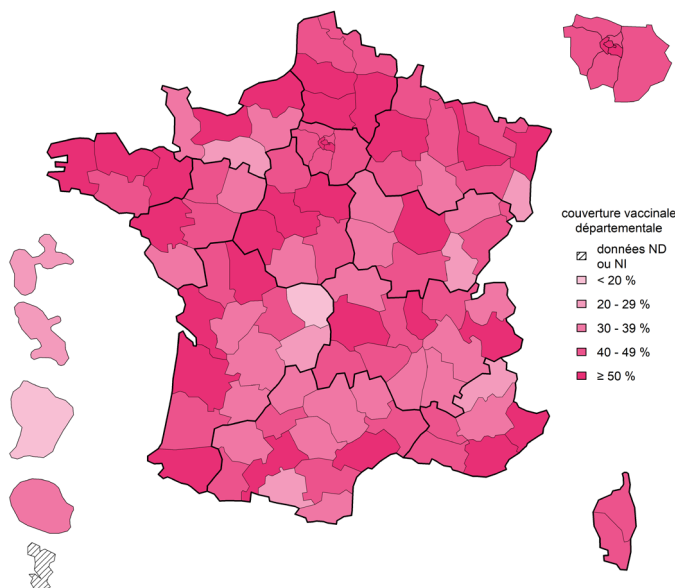 couverture vaccinale
départementale
données ND
ou NI
< 20 %
20 - 29 %
30 - 39 %
40 - 49 %
≥ 50 %